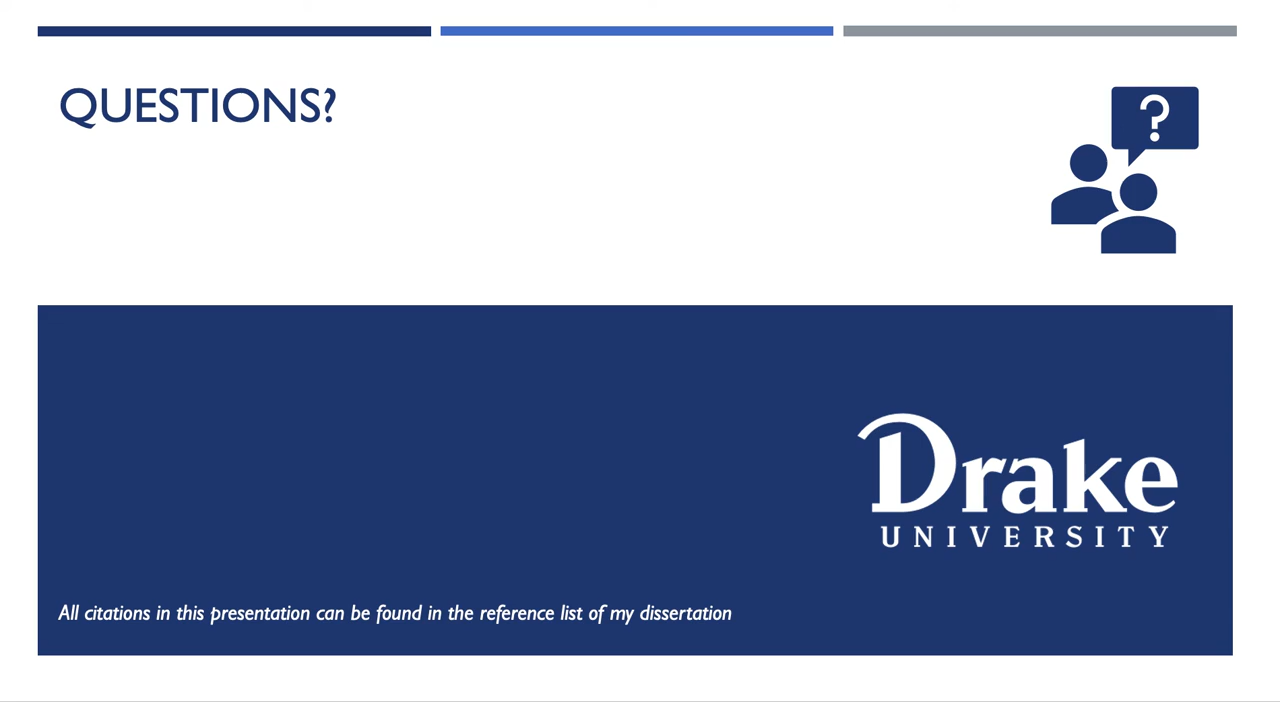 QUESTIONS?
?
Drake
UNIVERSITY
All citations in this presentation can be found in the reference list of my dissertation